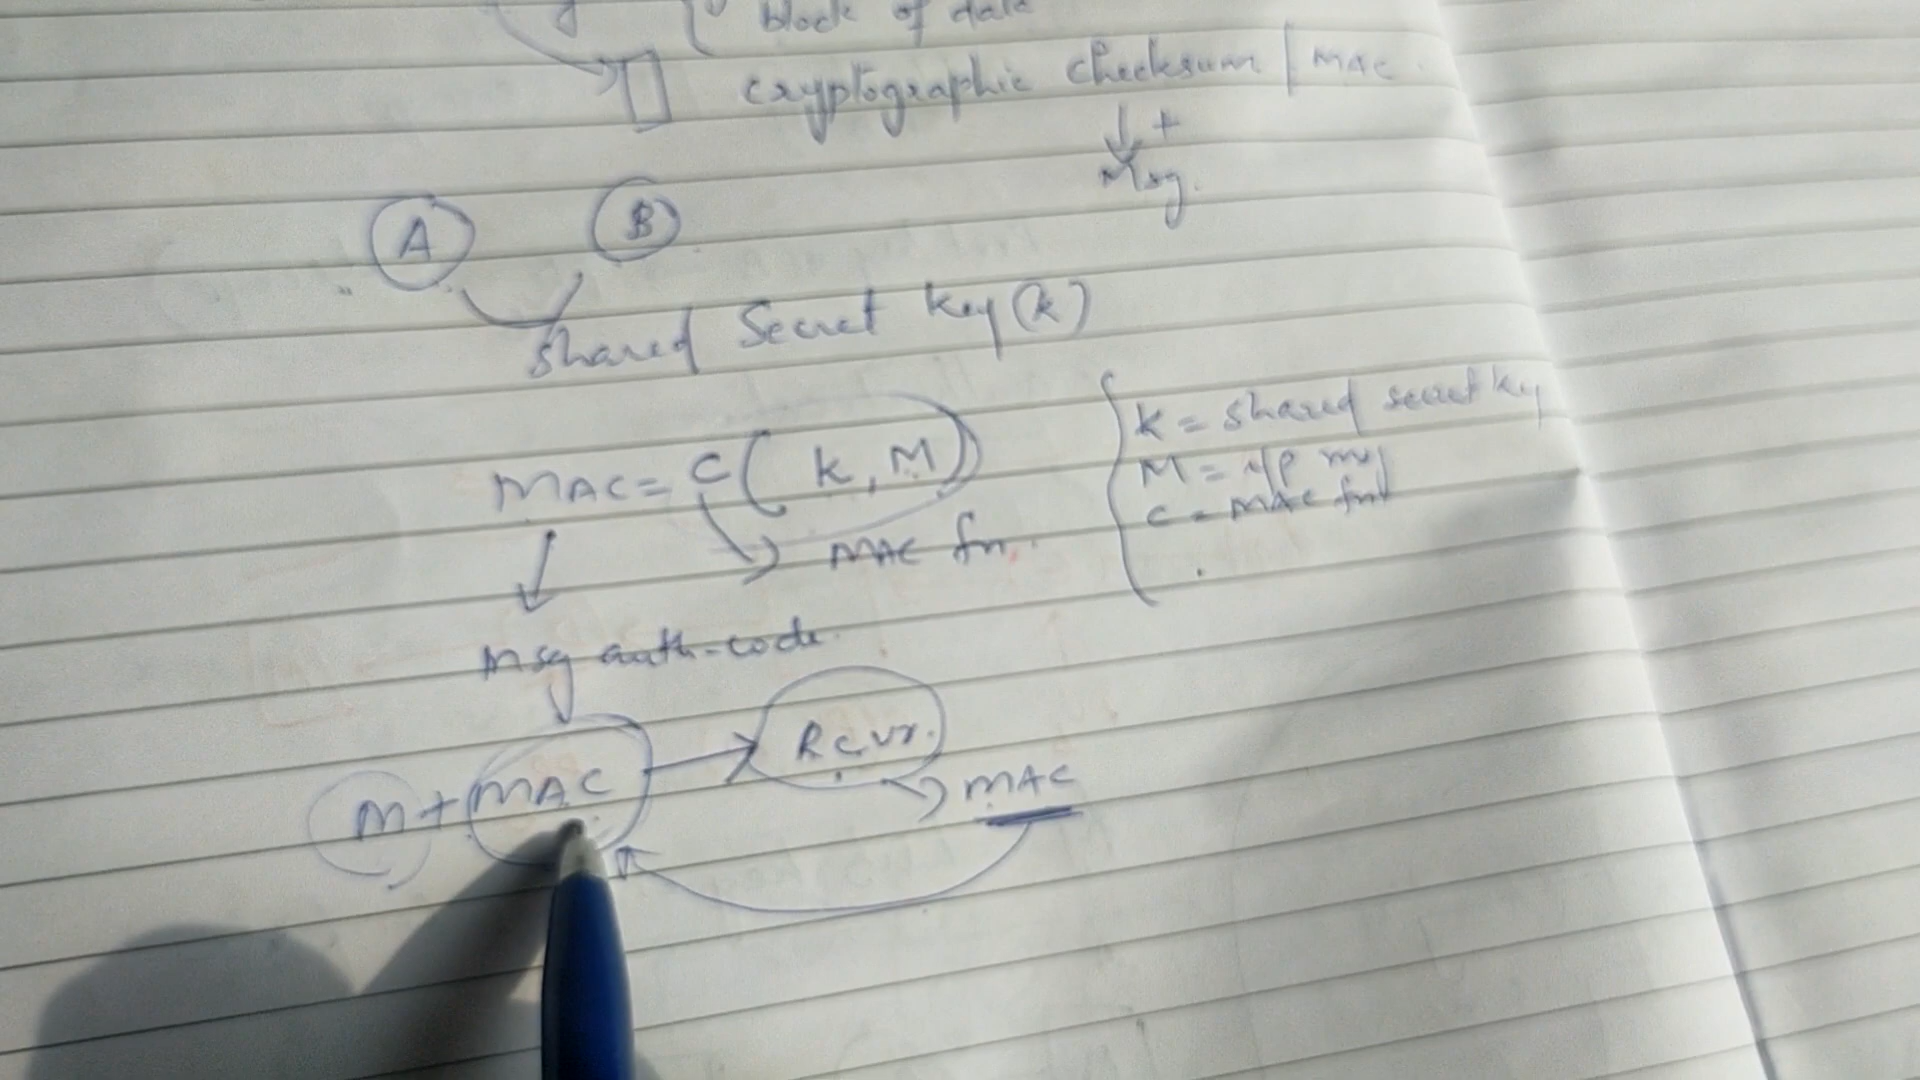 block of data
cryptographic checksum / MAC
↓ +
Msg.
A B
Shared Secret key (k)
MAC = C ( k, M )
MAC fn.
k = shared secret key
M = i/p msg
C = MAC fn
msg auth-code
M + MAC → Rcvr.
MAC